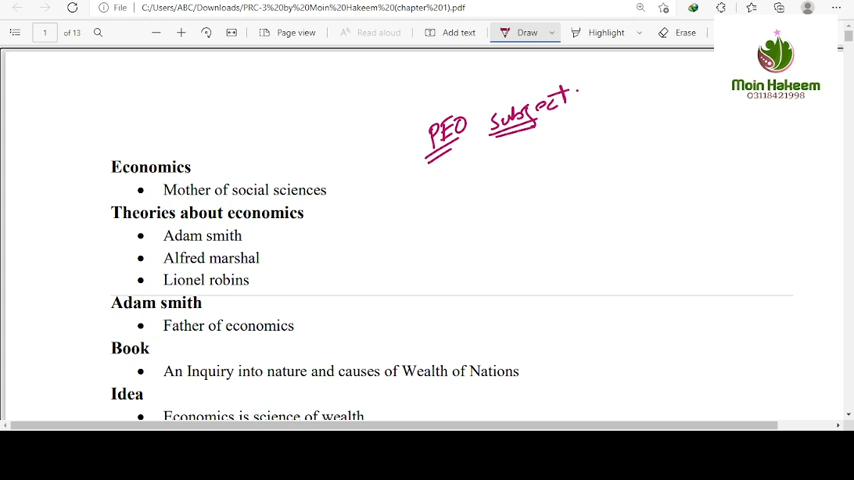 File C:/Users/ABC/Downloads/PRC-3%20by%20Moin%20Hakeem%20(chapter%201).pdf
1 of 13 Page view Read aloud Add text Draw Highlight Erase
Moin Hakeem
03118421998
PEO subject.
Economics
• Mother of social sciences
Theories about economics
• Adam smith
• Alfred marshal
• Lionel robins
Adam smith
• Father of economics
Book
• An Inquiry into nature and causes of Wealth of Nations
Idea
• Economics is science of wealth